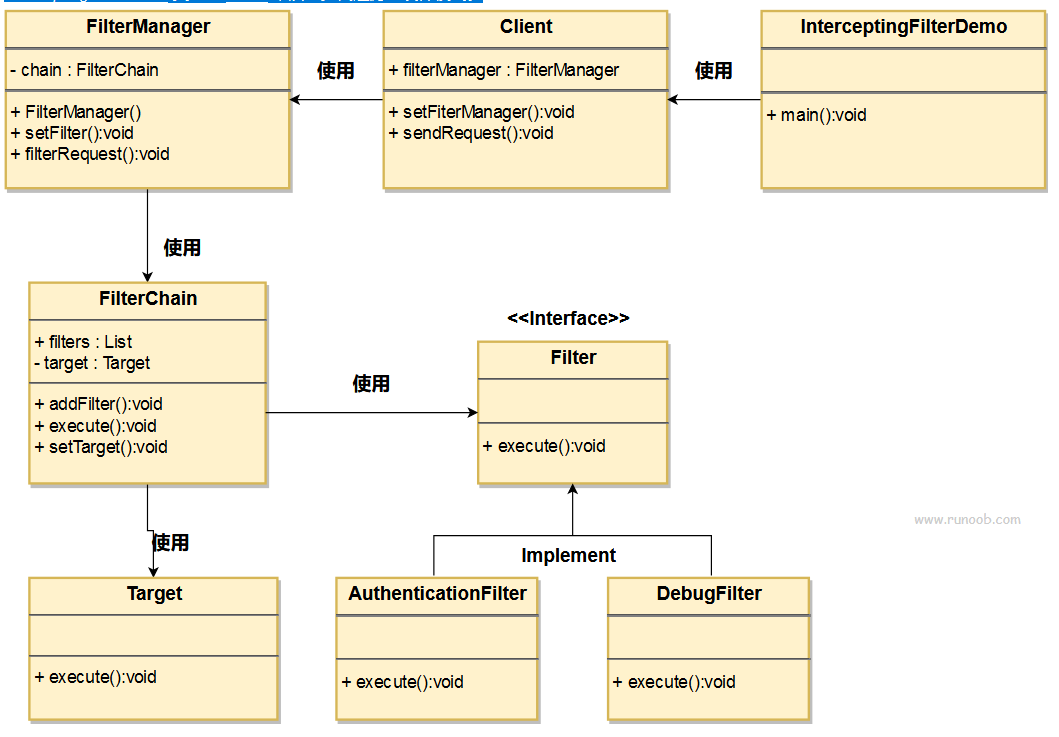 FilterManager
- chain : FilterChain
+ FilterManager()
+ setFilter():void
+ filterRequest():void
使用
Client
+ filterManager : FilterManager
+ setFiterManager():void
+ sendRequest():void
使用
InterceptingFilterDemo
+ main():void
使用
FilterChain
+ filters : List
- target : Target
+ addFilter():void
+ execute():void
+ setTarget():void
使用
<<Interface>>
Filter
+ execute():void
www.runoob.com
使用
Implement
Target
+ execute():void
AuthenticationFilter
+ execute():void
DebugFilter
+ execute():void